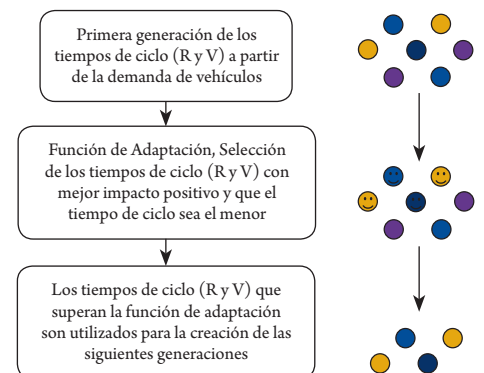 Primera generación de los
tiempos de ciclo (R y V) a partir
de la demanda de vehículos
Función de Adaptación, Selección
de los tiempos de ciclo (R y V) con
mejor impacto positivo y que el
tiempo de ciclo sea el menor
Los tiempos de ciclo (R y V) que
superan la función de adaptación
son utilizados para la creación de las
siguientes generaciones